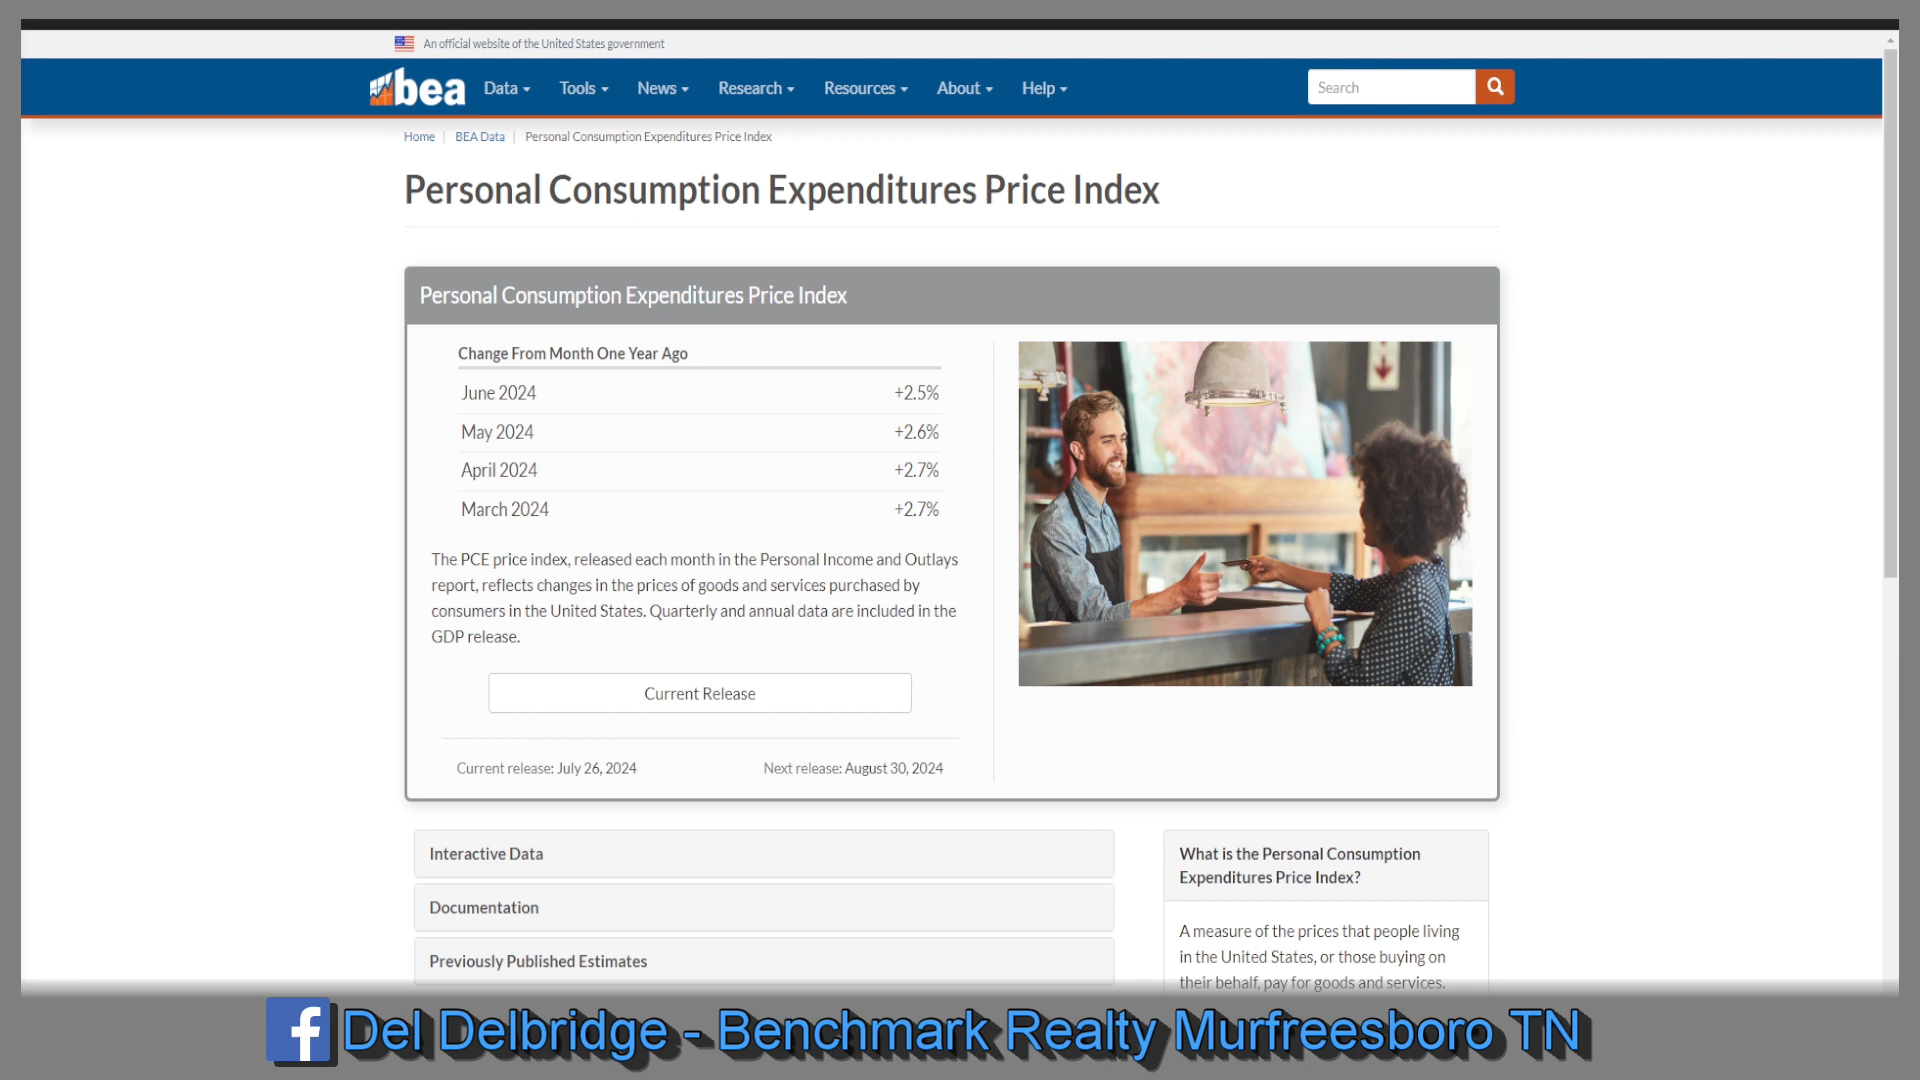 An official website of the United States government
bea Data Tools News Research Resources About Help Search
Home | BEA Data | Personal Consumption Expenditures Price Index
Personal Consumption Expenditures Price Index
Personal Consumption Expenditures Price Index
Change From Month One Year Ago
June 2024 +2.5%
May 2024 +2.6%
April 2024 +2.7%
March 2024 +2.7%
The PCE price index, released each month in the Personal Income and Outlays
report, reflects changes in the prices of goods and services purchased by
consumers in the United States. Quarterly and annual data are included in the
GDP release.
Current Release
Current release: July 26, 2024 Next release: August 30, 2024
Interactive Data
Documentation
Previously Published Estimates
What is the Personal Consumption
Expenditures Price Index?
A measure of the prices that people living
in the United States, or those buying on
their behalf, pay for goods and services.
f Del Delbridge - Benchmark Realty Murfreesboro TN